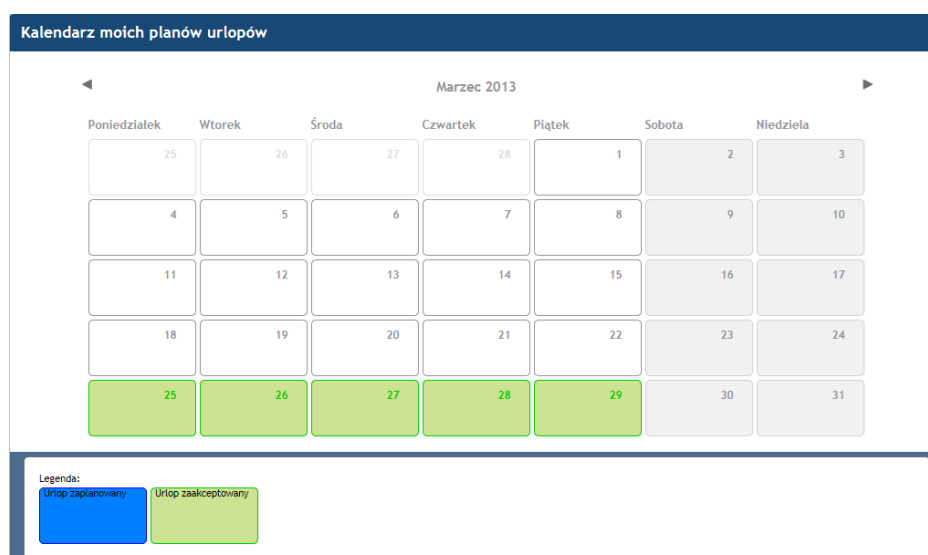 Kalendarz moich planów urlopów
◄ Marzec 2013 ►
Poniedziałek Wtorek Środa Czwartek Piątek Sobota Niedziela
25 26 27 28 1 2 3
4 5 6 7 8 9 10
11 12 13 14 15 16 17
18 19 20 21 22 23 24
25 26 27 28 29 30 31
Legenda:
Urlop zaplanowany Urlop zaakceptowany